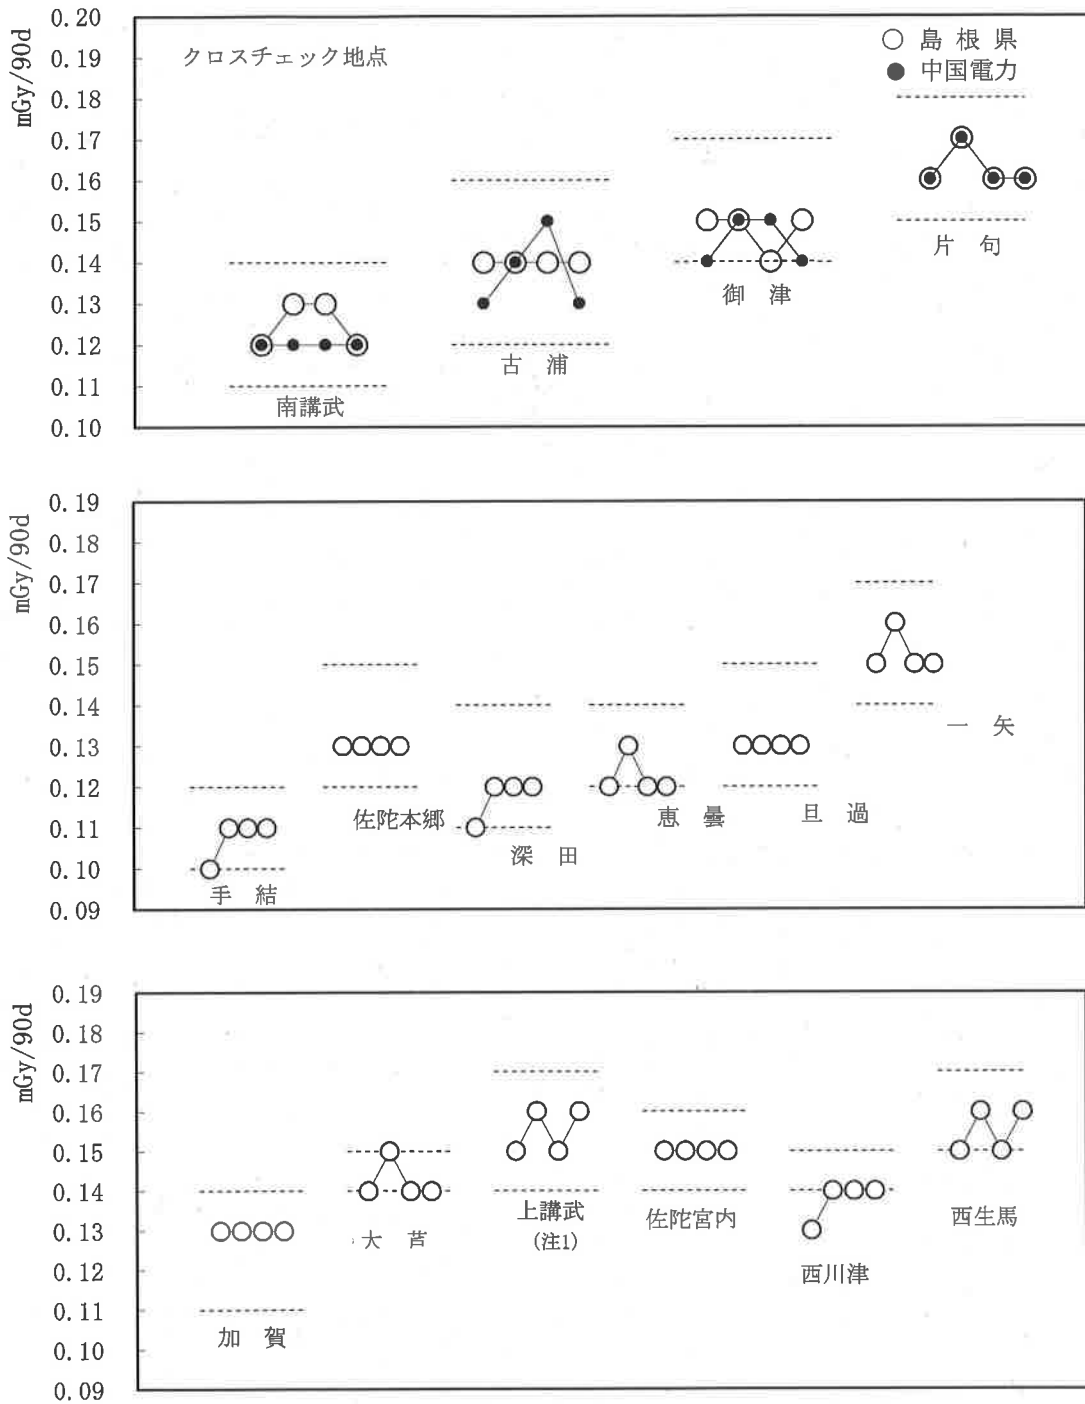 mGy/90d
0.20
0.19
0.18
0.17
0.16
0.15
0.14
0.13
0.12
0.11
0.10
クロスチェック地点
○ 島 根 県
● 中国電力
片 句
御 津
古 浦
南講武
mGy/90d
0.19
0.18
0.17
0.16
0.15
0.14
0.13
0.12
0.11
0.10
0.09
一 矢
佐陀本郷
恵 曇
旦 過
深 田
手 結
mGy/90d
0.19
0.18
0.17
0.16
0.15
0.14
0.13
0.12
0.11
0.10
0.09
加 賀
大 芦
上講武
(注1)
佐陀宮内
西川津
西生馬